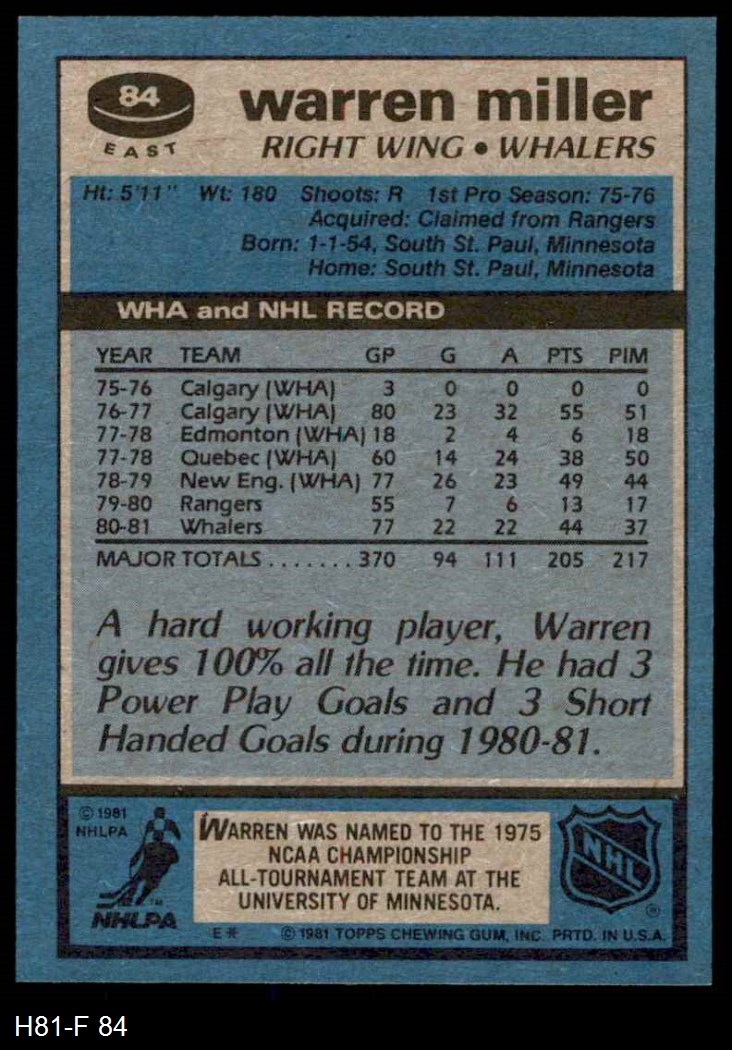 84
EAST
warren miller
RIGHT WING • WHALERS
Ht: 5'11" Wt: 180 Shoots: R 1st Pro Season: 75-76
Acquired: Claimed from Rangers
Born: 1-1-54, South St. Paul, Minnesota
Home: South St. Paul, Minnesota
WHA and NHL RECORD
YEAR TEAM GP G A PTS PIM
75-76 Calgary (WHA) 3 0 0 0 0
76-77 Calgary (WHA) 80 23 32 55 51
77-78 Edmonton (WHA) 18 2 4 6 18
77-78 Quebec (WHA) 60 14 24 38 50
78-79 New Eng. (WHA) 77 26 23 49 44
79-80 Rangers 55 7 6 13 17
80-81 Whalers 77 22 22 44 37
MAJOR TOTALS ....... 370 94 111 205 217
A hard working player, Warren
gives 100% all the time. He had 3
Power Play Goals and 3 Short
Handed Goals during 1980-81.
© 1981
NHLPA
NHLPA
TM
WARREN WAS NAMED TO THE 1975
NCAA CHAMPIONSHIP
ALL-TOURNAMENT TEAM AT THE
UNIVERSITY OF MINNESOTA.
NHL
®
E* © 1981 TOPPS CHEWING GUM, INC. PRTD. IN U.S.A.
H81-F 84